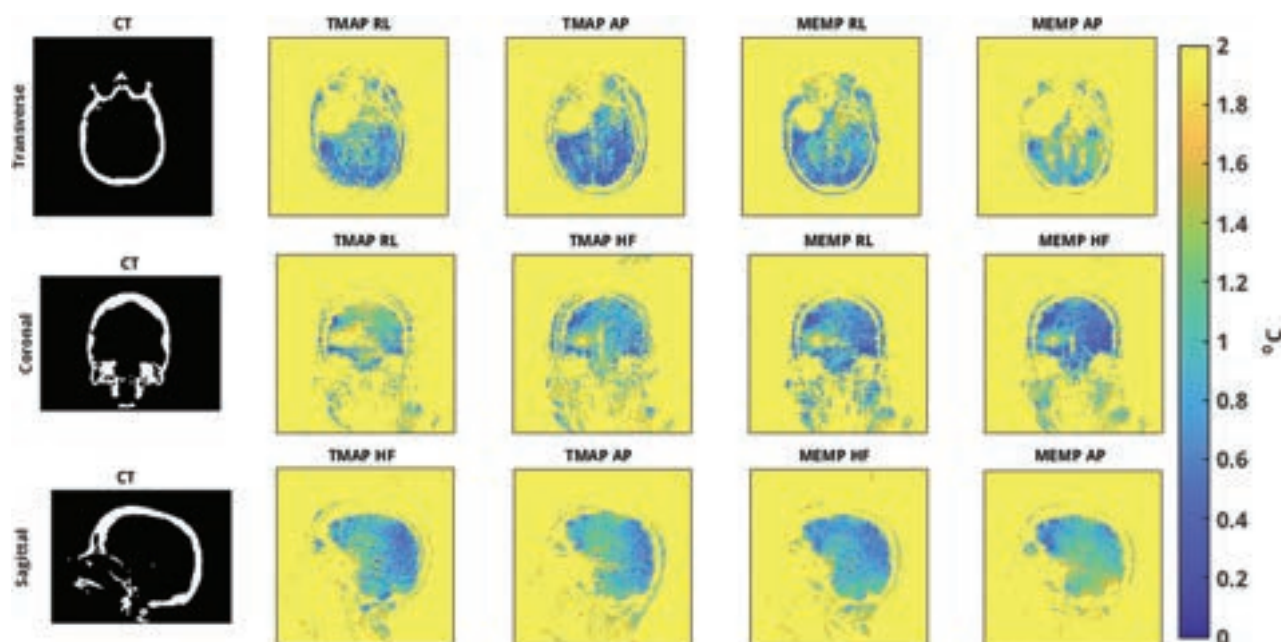 CT TMAP RL TMAP AP MEMP RL MEMP AP
Transverse
CT TMAP RL TMAP HF MEMP RL MEMP HF
Coronal
CT TMAP HF TMAP AP MEMP HF MEMP AP
Sagittal
2
1.8
1.6
1.4
1.2
1
0.8
0.6
0.4
0.2
0
°C